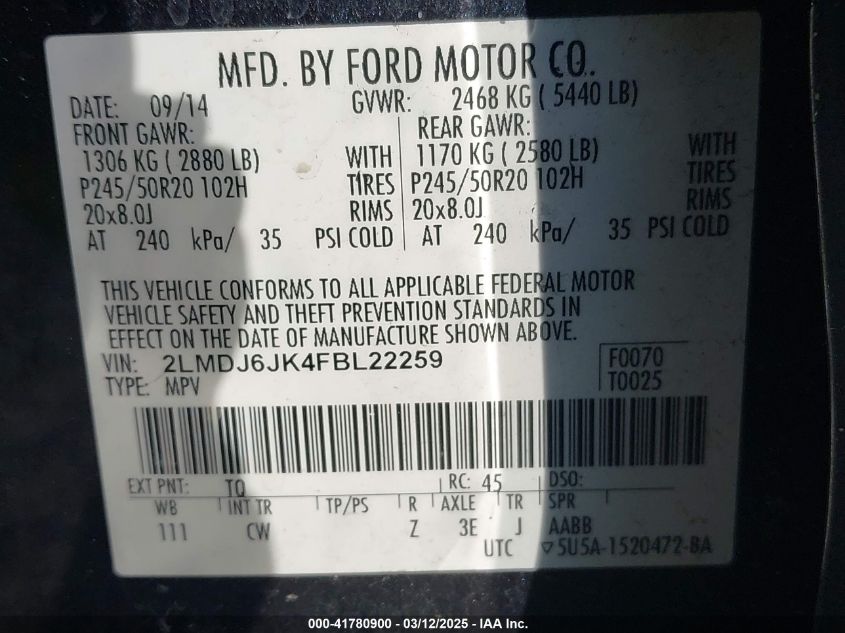 MFD. BY FORD MOTOR CO.
DATE: 09/14 GVWR: 2468 KG ( 5440 LB)
FRONT GAWR: REAR GAWR:
1306 KG ( 2880 LB) WITH 1170 KG ( 2580 LB) WITH
P245/50R20 102H TIRES P245/50R20 102H TIRES
20x8.0J RIMS 20x8.0J RIMS
AT 240 kPa/ 35 PSI COLD AT 240 kPa/ 35 PSI COLD
THIS VEHICLE CONFORMS TO ALL APPLICABLE FEDERAL MOTOR
VEHICLE SAFETY AND THEFT PREVENTION STANDARDS IN
EFFECT ON THE DATE OF MANUFACTURE SHOWN ABOVE.
VIN: 2LMDJ6JK4FBL22259 F0070
TYPE: MPV T0025
EXT PNT: TQ RC: 45 DSO:
WB INT TR TP/PS R AXLE TR SPR
111 CW Z 3E J AABB
UTC ▽5U5A-1520472-BA
000-41780900 - 03/12/2025 - IAA Inc.